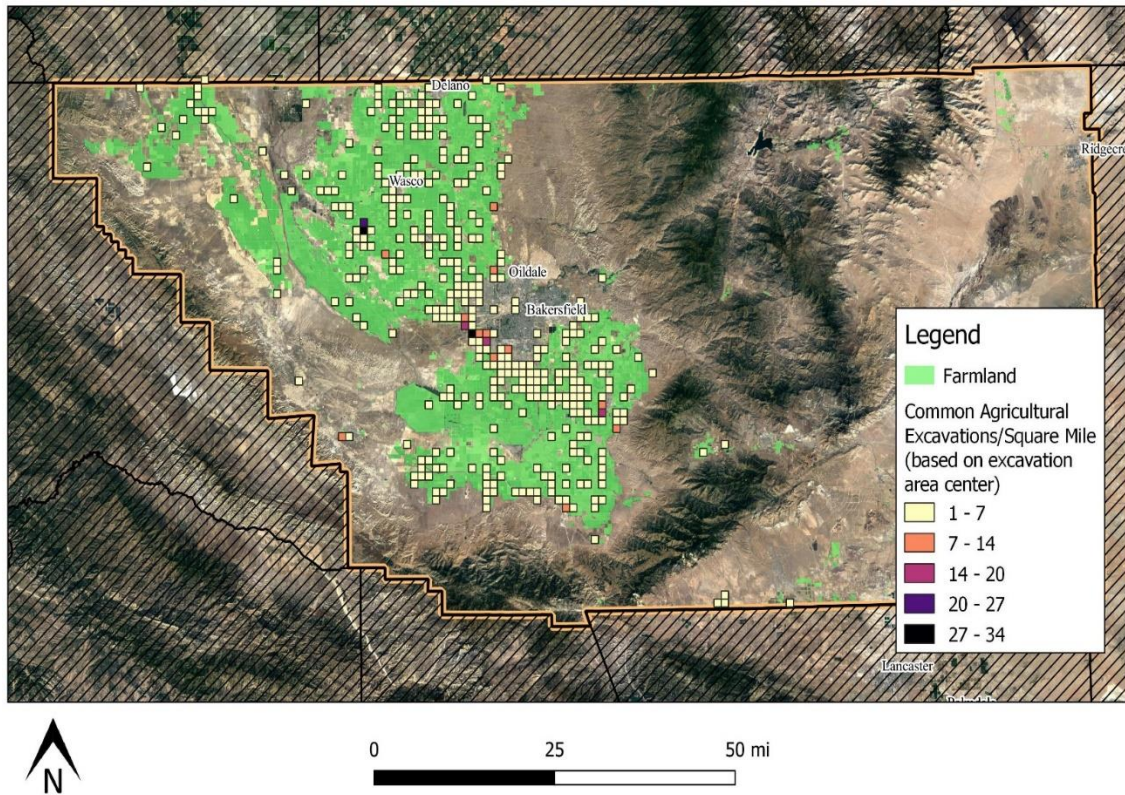 Delano
Ridgecre
Wasco
Oildale
Bakersfield
Legend
Farmland
Common Agricultural
Excavations/Square Mile
(based on excavation
area center)
1 - 7
7 - 14
14 - 20
20 - 27
27 - 34
Lancaster
N
0 25 50 mi